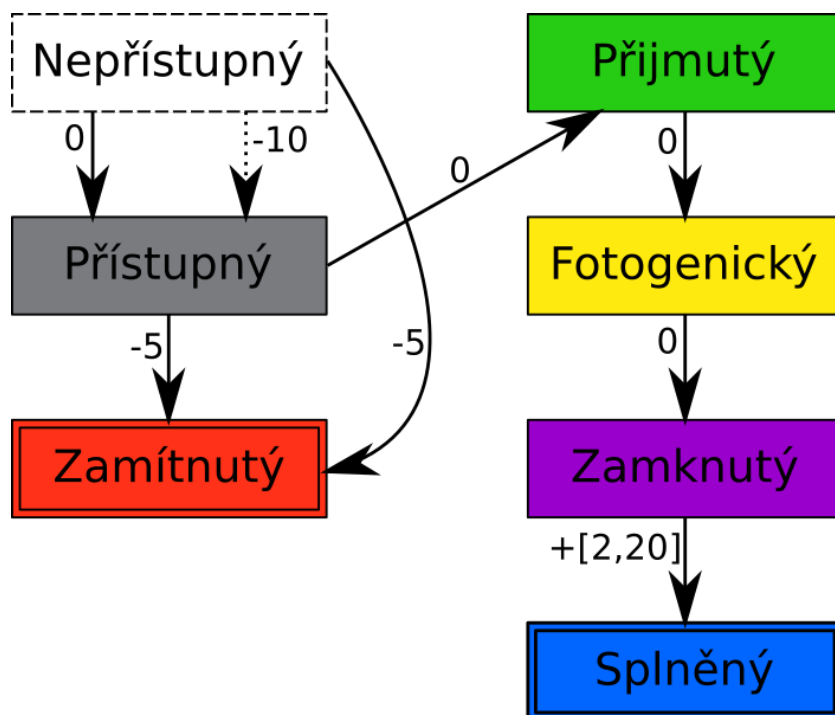 Nepřístupný
Přijmutý
0
-10
0
0
Přístupný
Fotogenický
-5
-5
0
Zamítnutý
Zamknutý
+[2,20]
Splněný